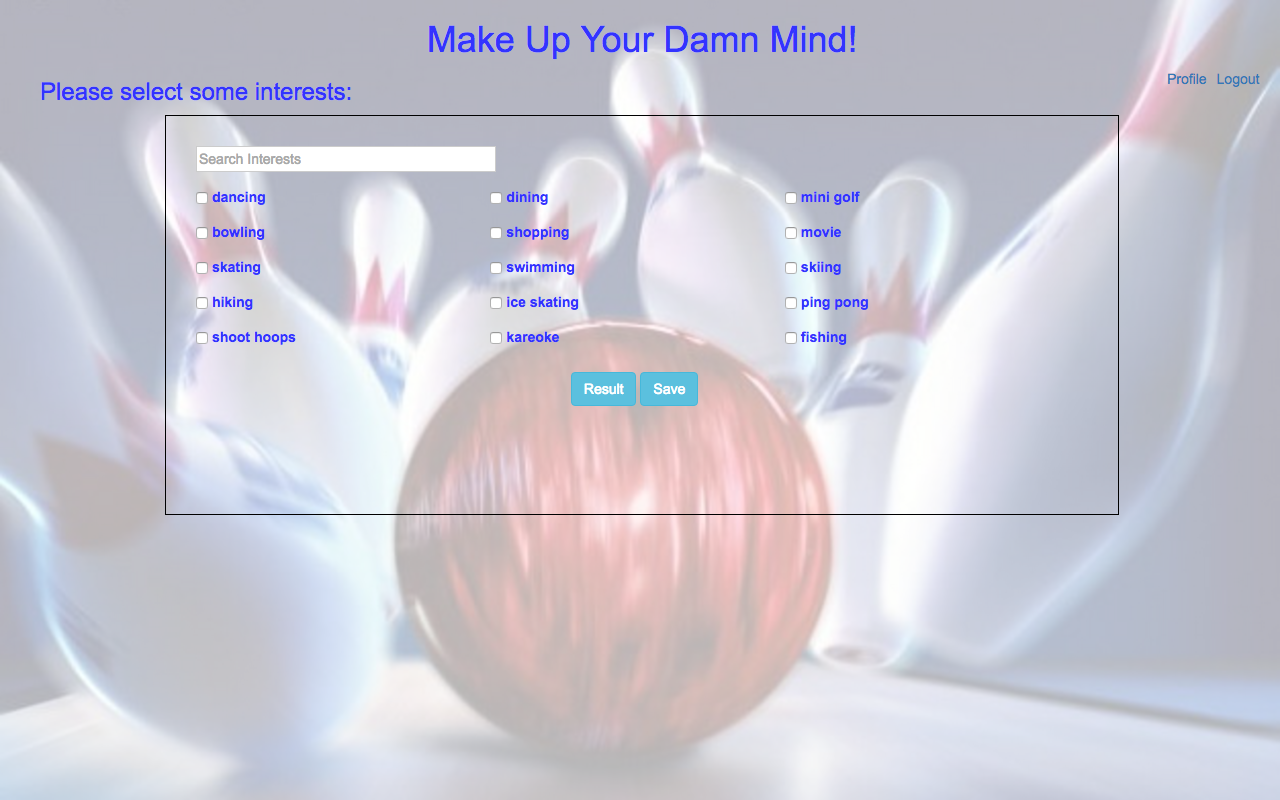 Make Up Your Damn Mind!
Profile Logout
Please select some interests:
Search Interests
dancing dining mini golf
bowling shopping movie
skating swimming skiing
hiking ice skating ping pong
shoot hoops kareoke fishing
Result Save